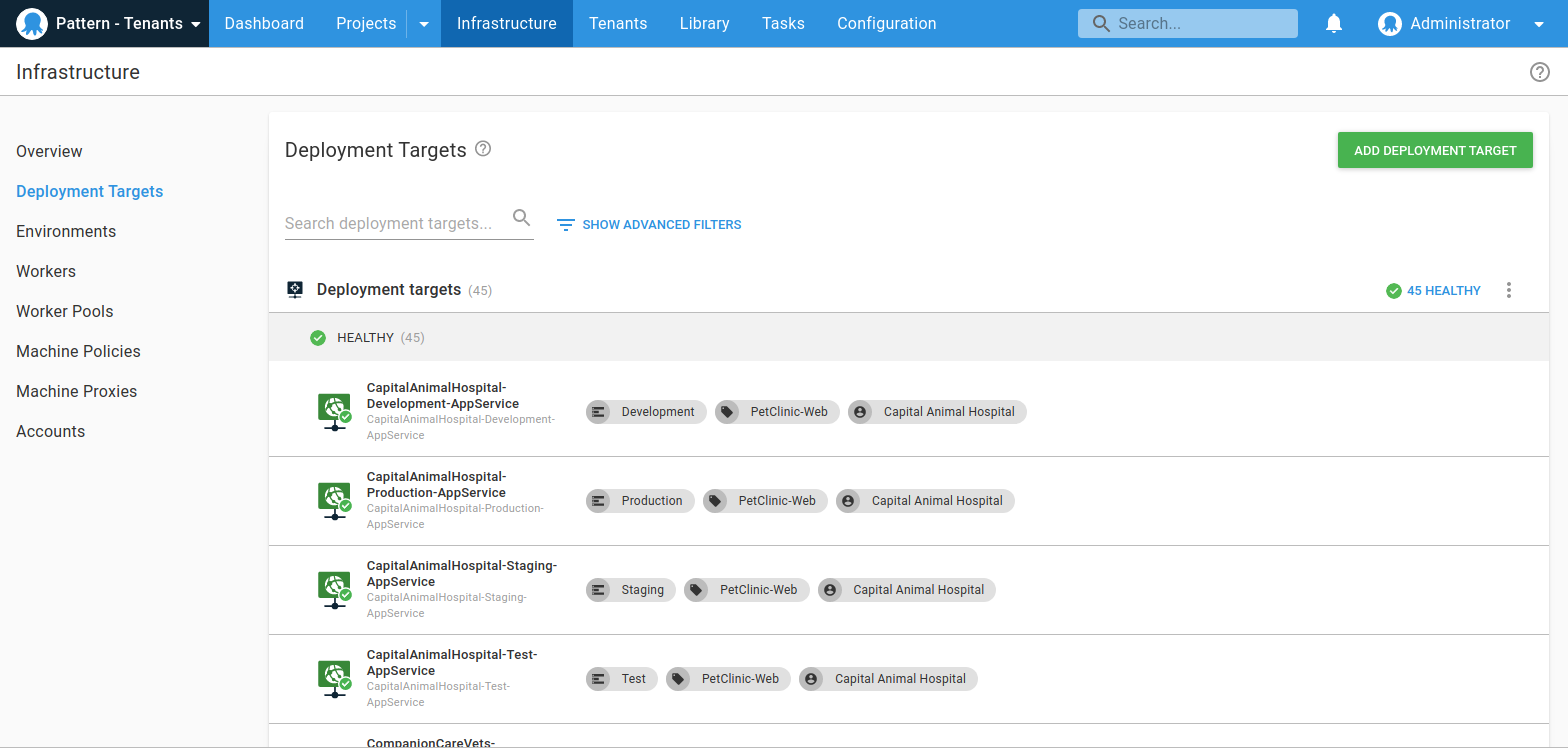 Pattern - Tenants
Dashboard
Projects
Infrastructure
Tenants
Library
Tasks
Configuration
Search...
Administrator
Infrastructure
Overview
Deployment Targets
Environments
Workers
Worker Pools
Machine Policies
Machine Proxies
Accounts
Deployment Targets
ADD DEPLOYMENT TARGET
Search deployment targets...
SHOW ADVANCED FILTERS
Deployment targets (45)
45 HEALTHY
HEALTHY (45)
CapitalAnimalHospital-
Development-AppService
CapitalAnimalHospital-Development-
AppService
Development
PetClinic-Web
Capital Animal Hospital
CapitalAnimalHospital-
Production-AppService
CapitalAnimalHospital-Production-
AppService
Production
PetClinic-Web
Capital Animal Hospital
CapitalAnimalHospital-Staging-
AppService
CapitalAnimalHospital-Staging-
AppService
Staging
PetClinic-Web
Capital Animal Hospital
CapitalAnimalHospital-Test-
AppService
CapitalAnimalHospital-Test-
AppService
Test
PetClinic-Web
Capital Animal Hospital
CompanionCareVets-